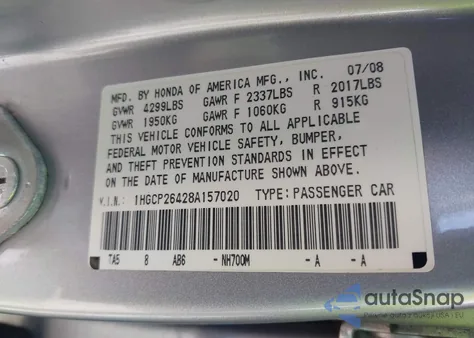 MFD. BY HONDA OF AMERICA MFG., INC. 07/08
GVWR 4299LBS GAWR F 2337LBS R 2017LBS
GVWR 1950KG GAWR F 1060KG R 915KG
THIS VEHICLE CONFORMS TO ALL APPLICABLE
FEDERAL MOTOR VEHICLE SAFETY, BUMPER,
AND THEFT PREVENTION STANDARDS IN EFFECT
ON THE DATE OF MANUFACTURE SHOWN ABOVE.
V.I.N.: 1HGCP26428A157020 TYPE: PASSENGER CAR
TA5 8 AB6 - NH700M - A - A
autoSnap